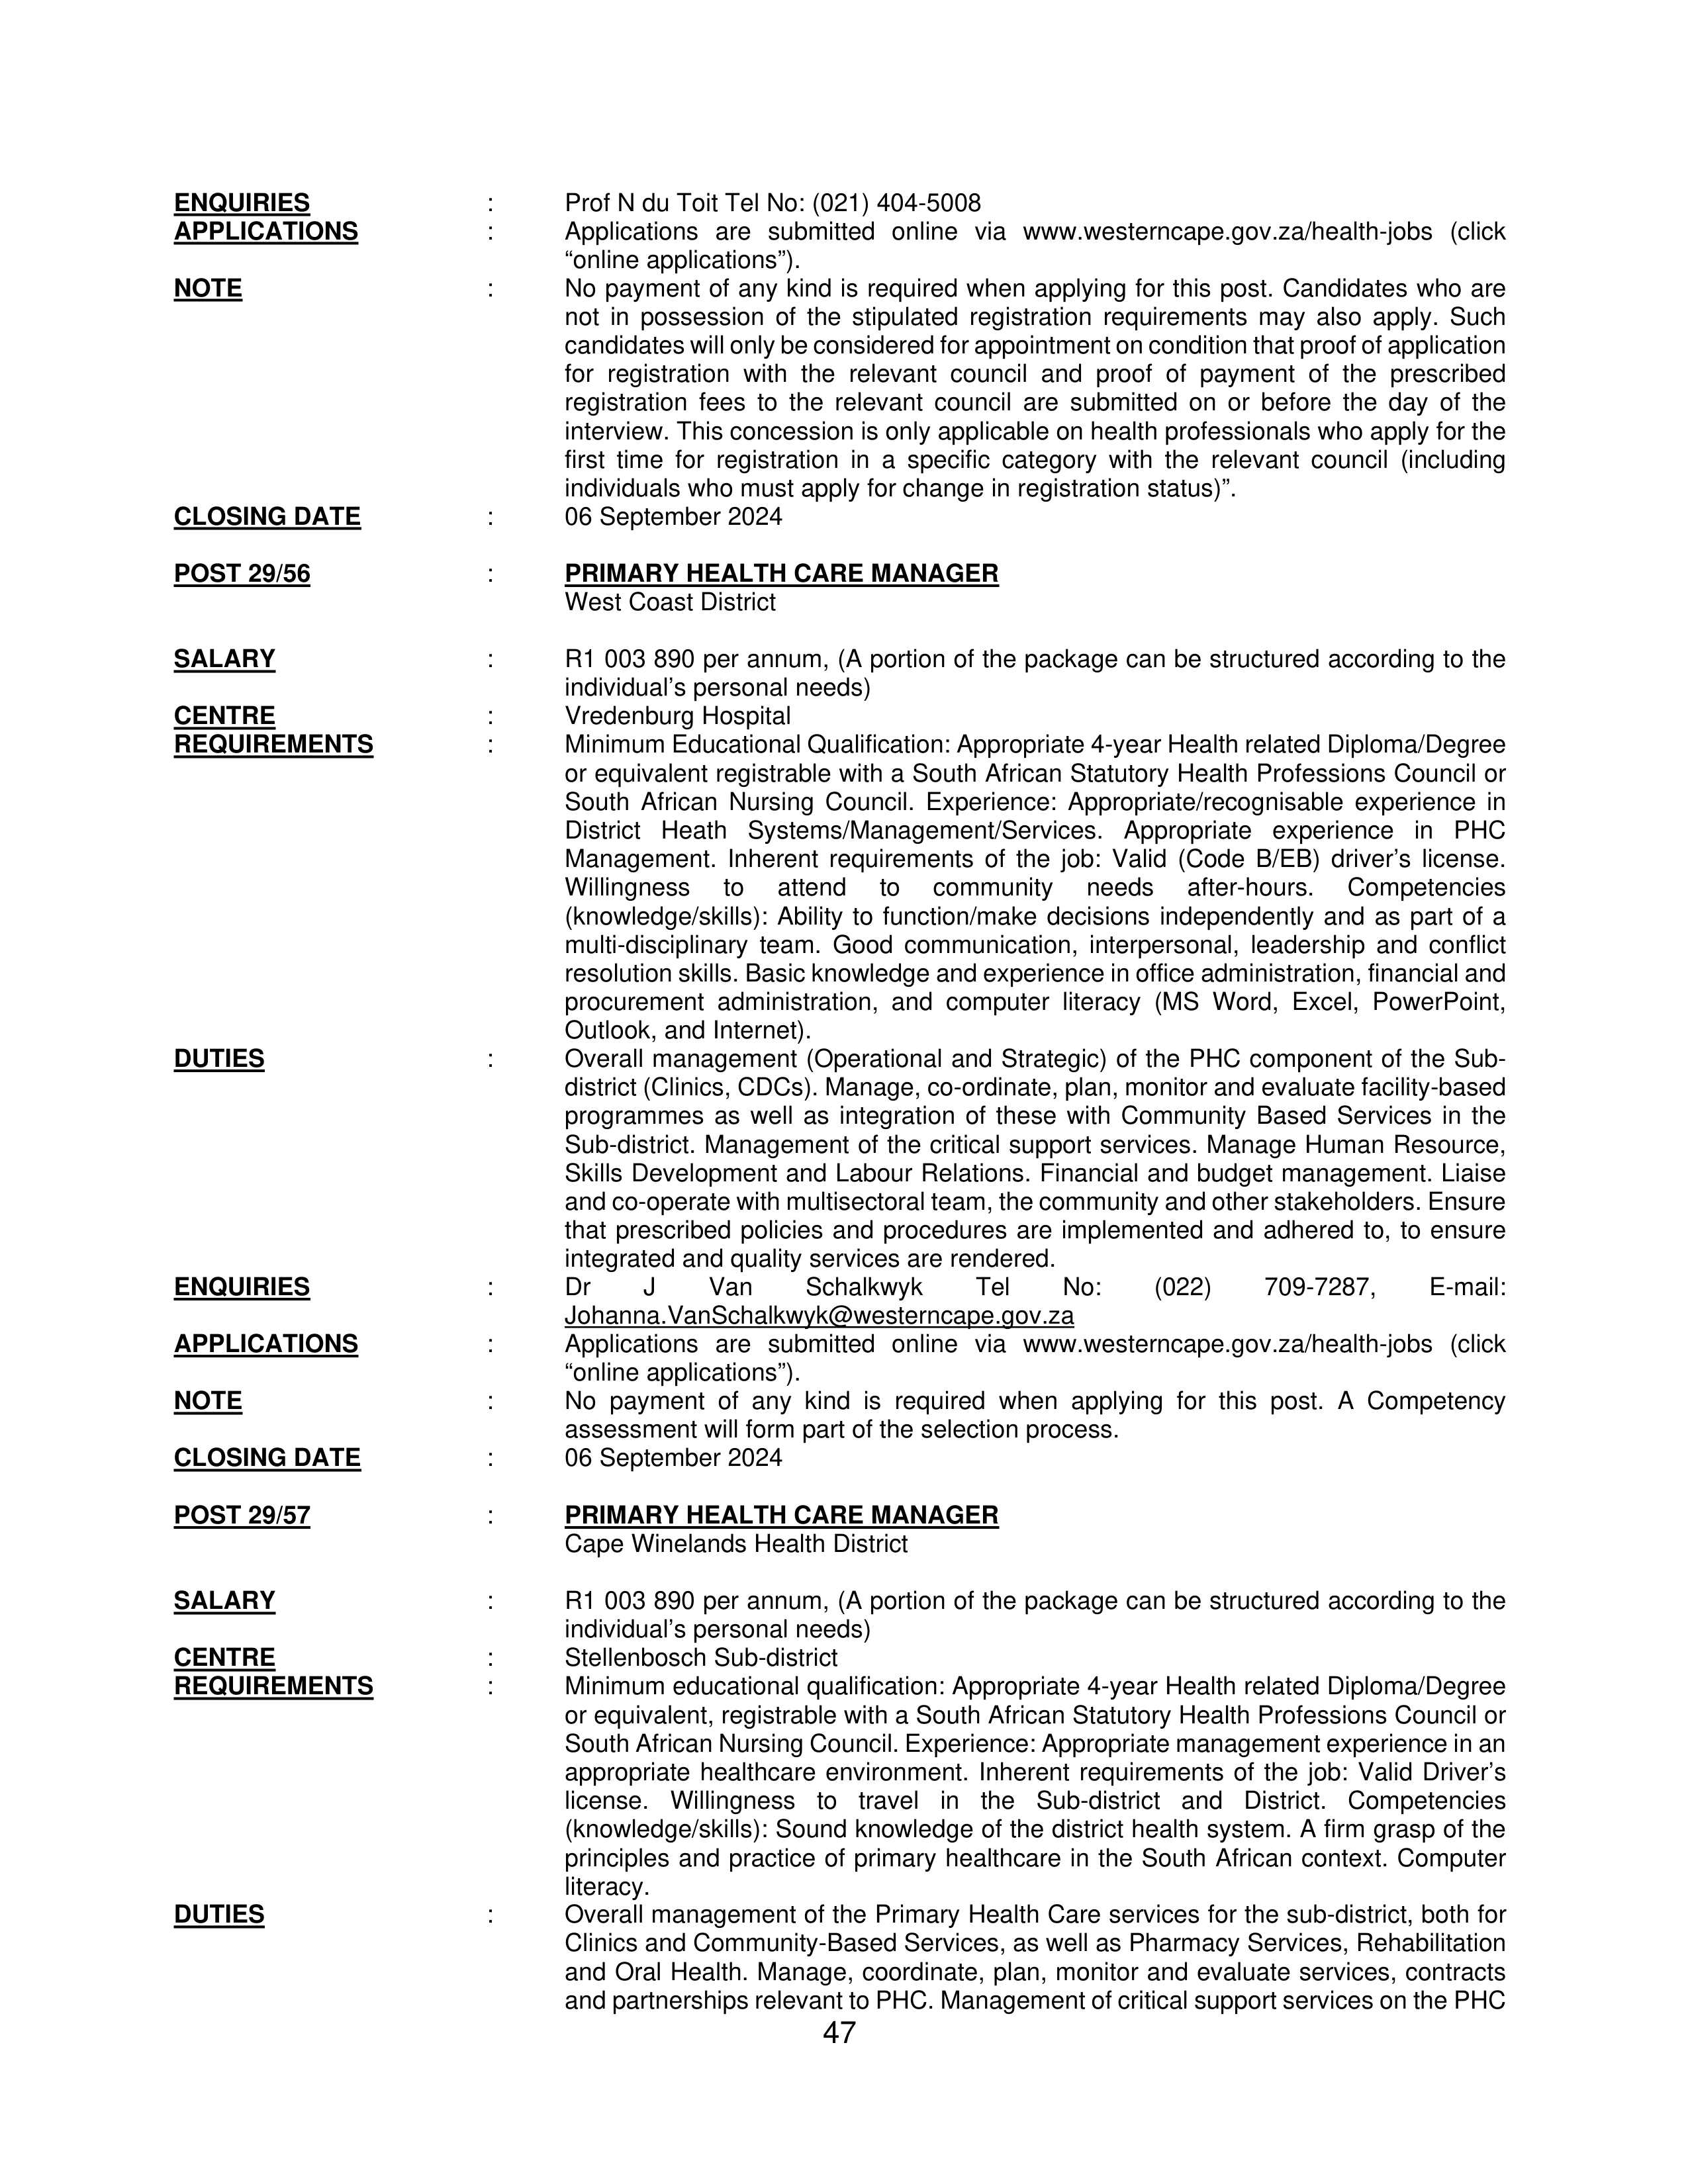 ENQUIRIES : Prof N du Toit Tel No: (021) 404-5008
APPLICATIONS : Applications are submitted online via www.westerncape.gov.za/health-jobs (click
“online applications”).
NOTE : No payment of any kind is required when applying for this post. Candidates who are
not in possession of the stipulated registration requirements may also apply. Such
candidates will only be considered for appointment on condition that proof of application
for registration with the relevant council and proof of payment of the prescribed
registration fees to the relevant council are submitted on or before the day of the
interview. This concession is only applicable on health professionals who apply for the
first time for registration in a specific category with the relevant council (including
individuals who must apply for change in registration status)”.
CLOSING DATE : 06 September 2024
POST 29/56 : PRIMARY HEALTH CARE MANAGER
West Coast District
SALARY : R1 003 890 per annum, (A portion of the package can be structured according to the
individual’s personal needs)
CENTRE : Vredenburg Hospital
REQUIREMENTS : Minimum Educational Qualification: Appropriate 4-year Health related Diploma/Degree
or equivalent registrable with a South African Statutory Health Professions Council or
South African Nursing Council. Experience: Appropriate/recognisable experience in
District Heath Systems/Management/Services. Appropriate experience in PHC
Management. Inherent requirements of the job: Valid (Code B/EB) driver’s license.
Willingness to attend to community needs after-hours. Competencies
(knowledge/skills): Ability to function/make decisions independently and as part of a
multi-disciplinary team. Good communication, interpersonal, leadership and conflict
resolution skills. Basic knowledge and experience in office administration, financial and
procurement administration, and computer literacy (MS Word, Excel, PowerPoint,
Outlook, and Internet).
DUTIES : Overall management (Operational and Strategic) of the PHC component of the Sub-
district (Clinics, CDCs). Manage, co-ordinate, plan, monitor and evaluate facility-based
programmes as well as integration of these with Community Based Services in the
Sub-district. Management of the critical support services. Manage Human Resource,
Skills Development and Labour Relations. Financial and budget management. Liaise
and co-operate with multisectoral team, the community and other stakeholders. Ensure
that prescribed policies and procedures are implemented and adhered to, to ensure
integrated and quality services are rendered.
ENQUIRIES : Dr J Van Schalkwyk Tel No: (022) 709-7287, E-mail:
Johanna.VanSchalkwyk@westerncape.gov.za
APPLICATIONS : Applications are submitted online via www.westerncape.gov.za/health-jobs (click
“online applications”).
NOTE : No payment of any kind is required when applying for this post. A Competency
assessment will form part of the selection process.
CLOSING DATE : 06 September 2024
POST 29/57 : PRIMARY HEALTH CARE MANAGER
Cape Winelands Health District
SALARY : R1 003 890 per annum, (A portion of the package can be structured according to the
individual’s personal needs)
CENTRE : Stellenbosch Sub-district
REQUIREMENTS : Minimum educational qualification: Appropriate 4-year Health related Diploma/Degree
or equivalent, registrable with a South African Statutory Health Professions Council or
South African Nursing Council. Experience: Appropriate management experience in an
appropriate healthcare environment. Inherent requirements of the job: Valid Driver’s
license. Willingness to travel in the Sub-district and District. Competencies
(knowledge/skills): Sound knowledge of the district health system. A firm grasp of the
principles and practice of primary healthcare in the South African context. Computer
literacy.
DUTIES : Overall management of the Primary Health Care services for the sub-district, both for
Clinics and Community-Based Services, as well as Pharmacy Services, Rehabilitation
and Oral Health. Manage, coordinate, plan, monitor and evaluate services, contracts
and partnerships relevant to PHC. Management of critical support services on the PHC
47